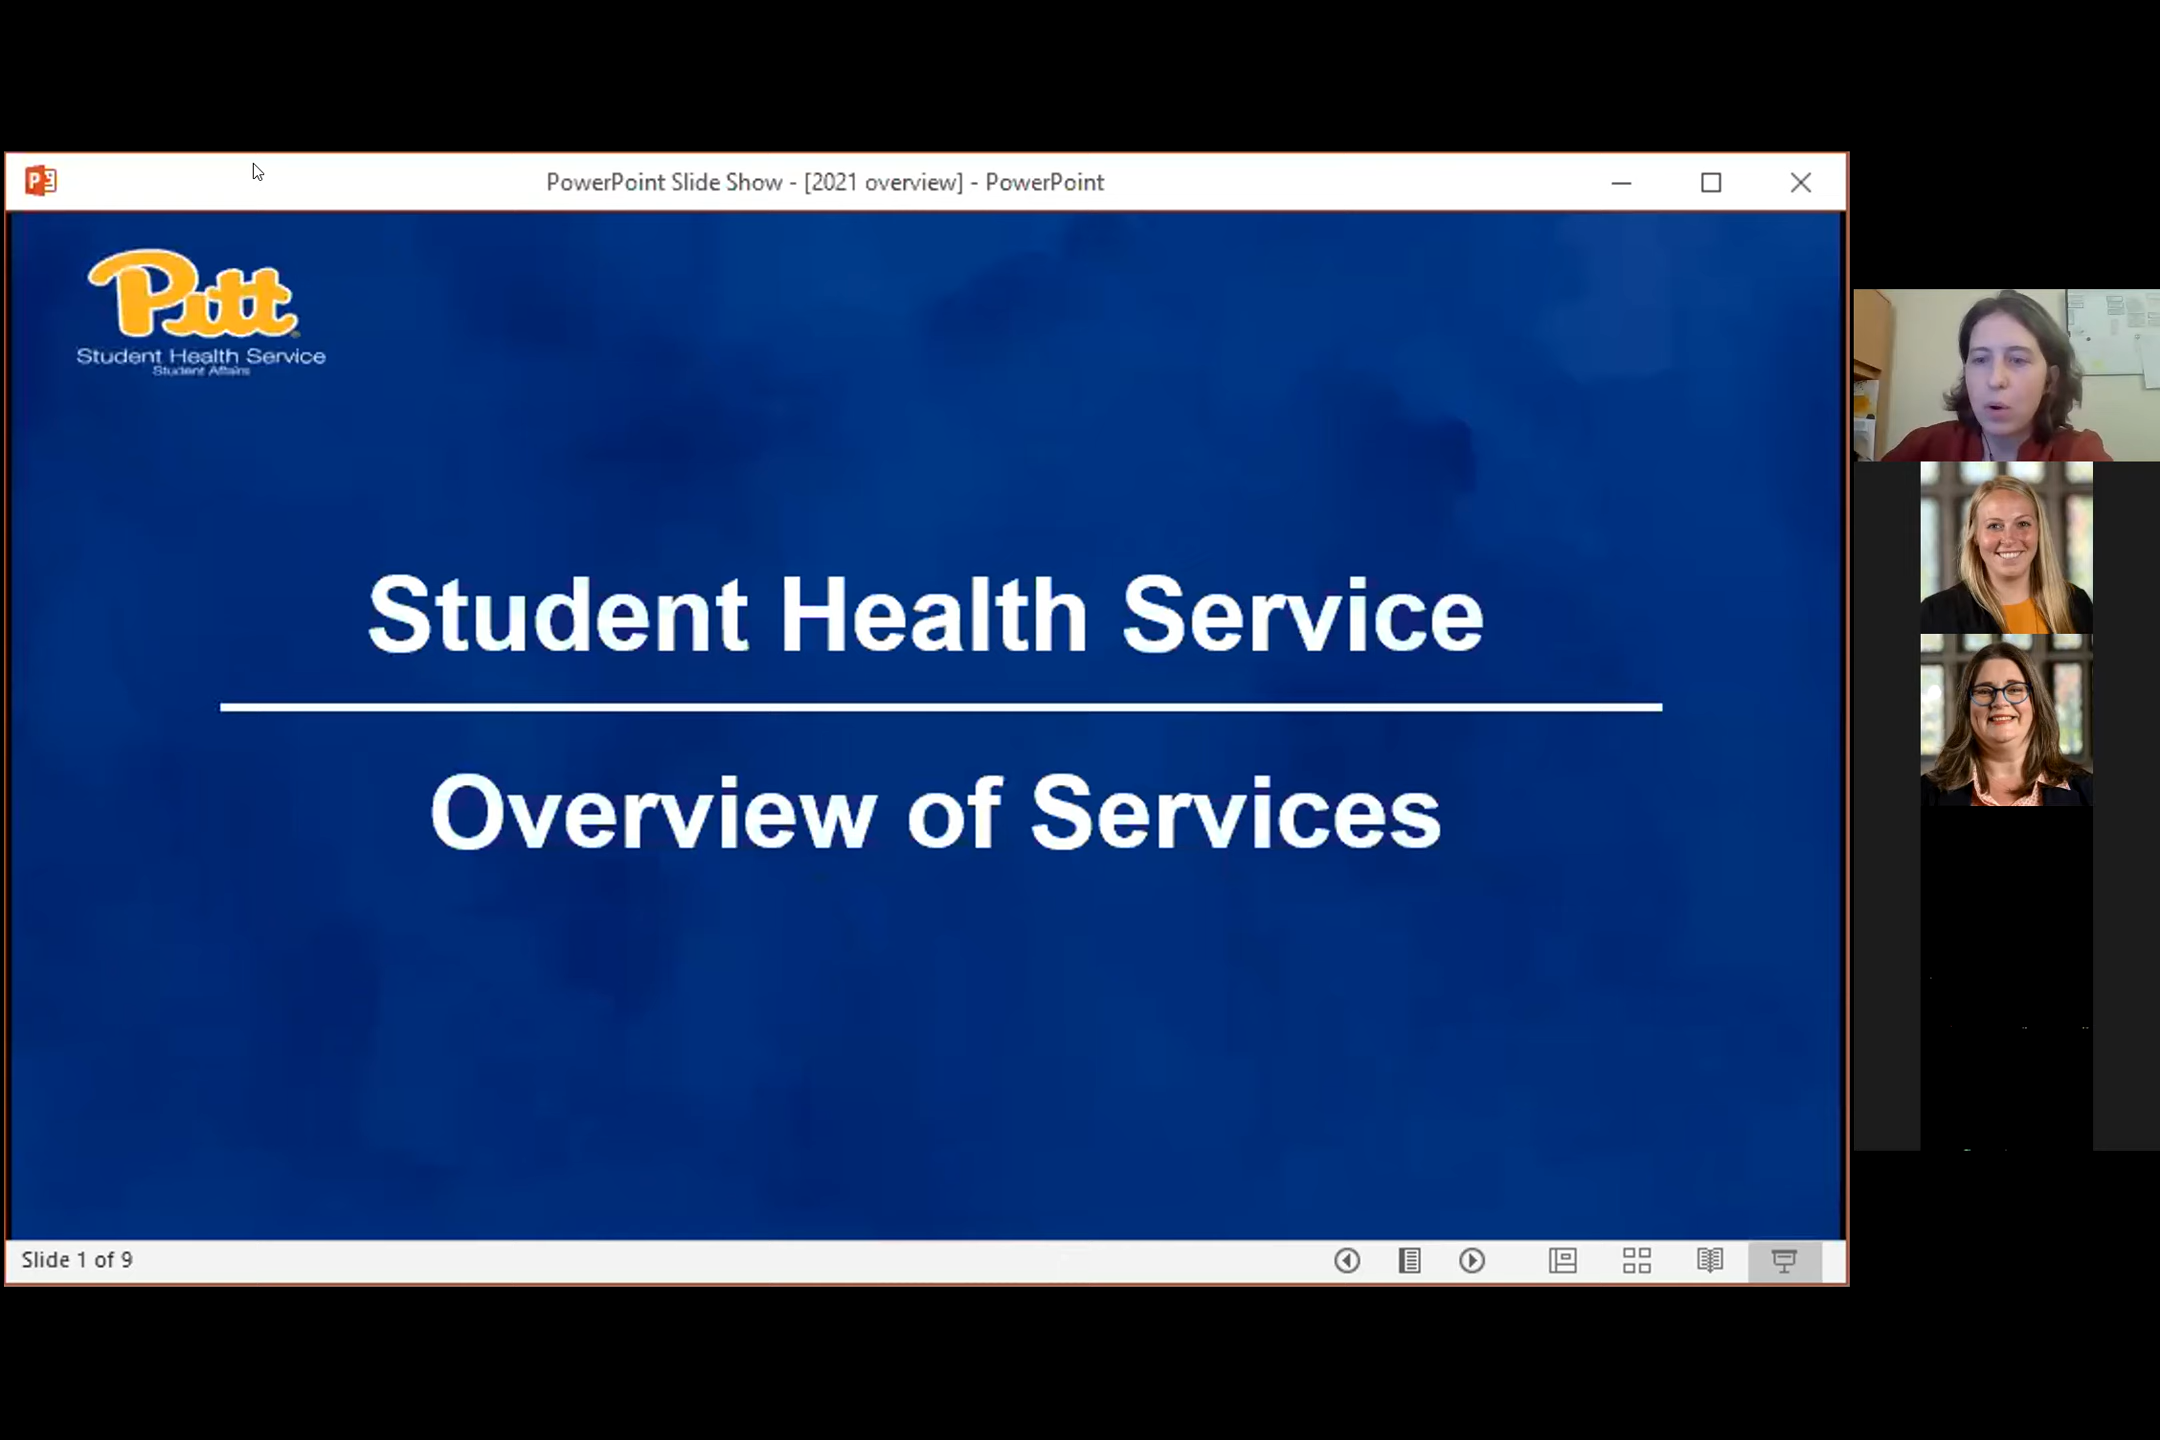 PowerPoint Slide Show - [2021 overview] - PowerPoint
Pitt
Student Health Service
Student Affairs
Student Health Service
Overview of Services
Slide 1 of 9